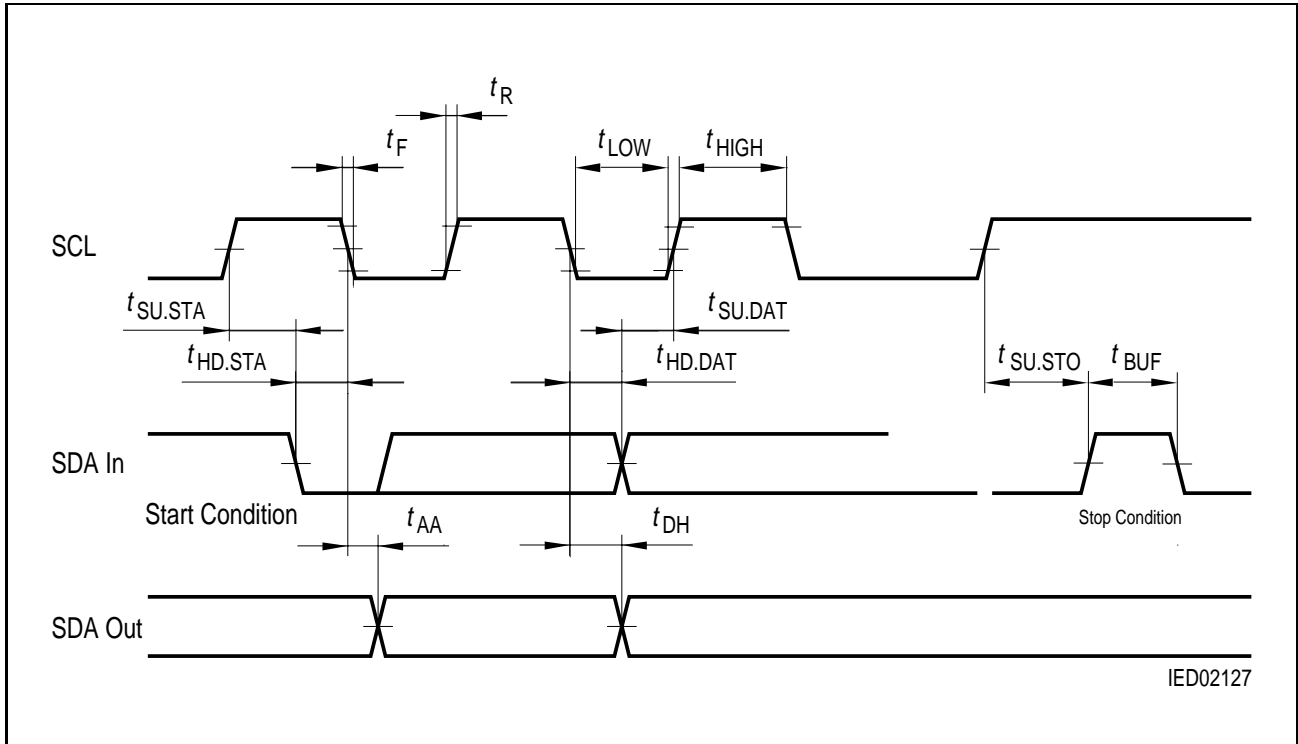 tR
tF
tLOW
tHIGH
SCL
tSU.STA
tSU.DAT
tHD.STA
tHD.DAT
tSU.STO
tBUF
SDA In
Start Condition
tAA
tDH
Stop Condition
SDA Out
IED02127